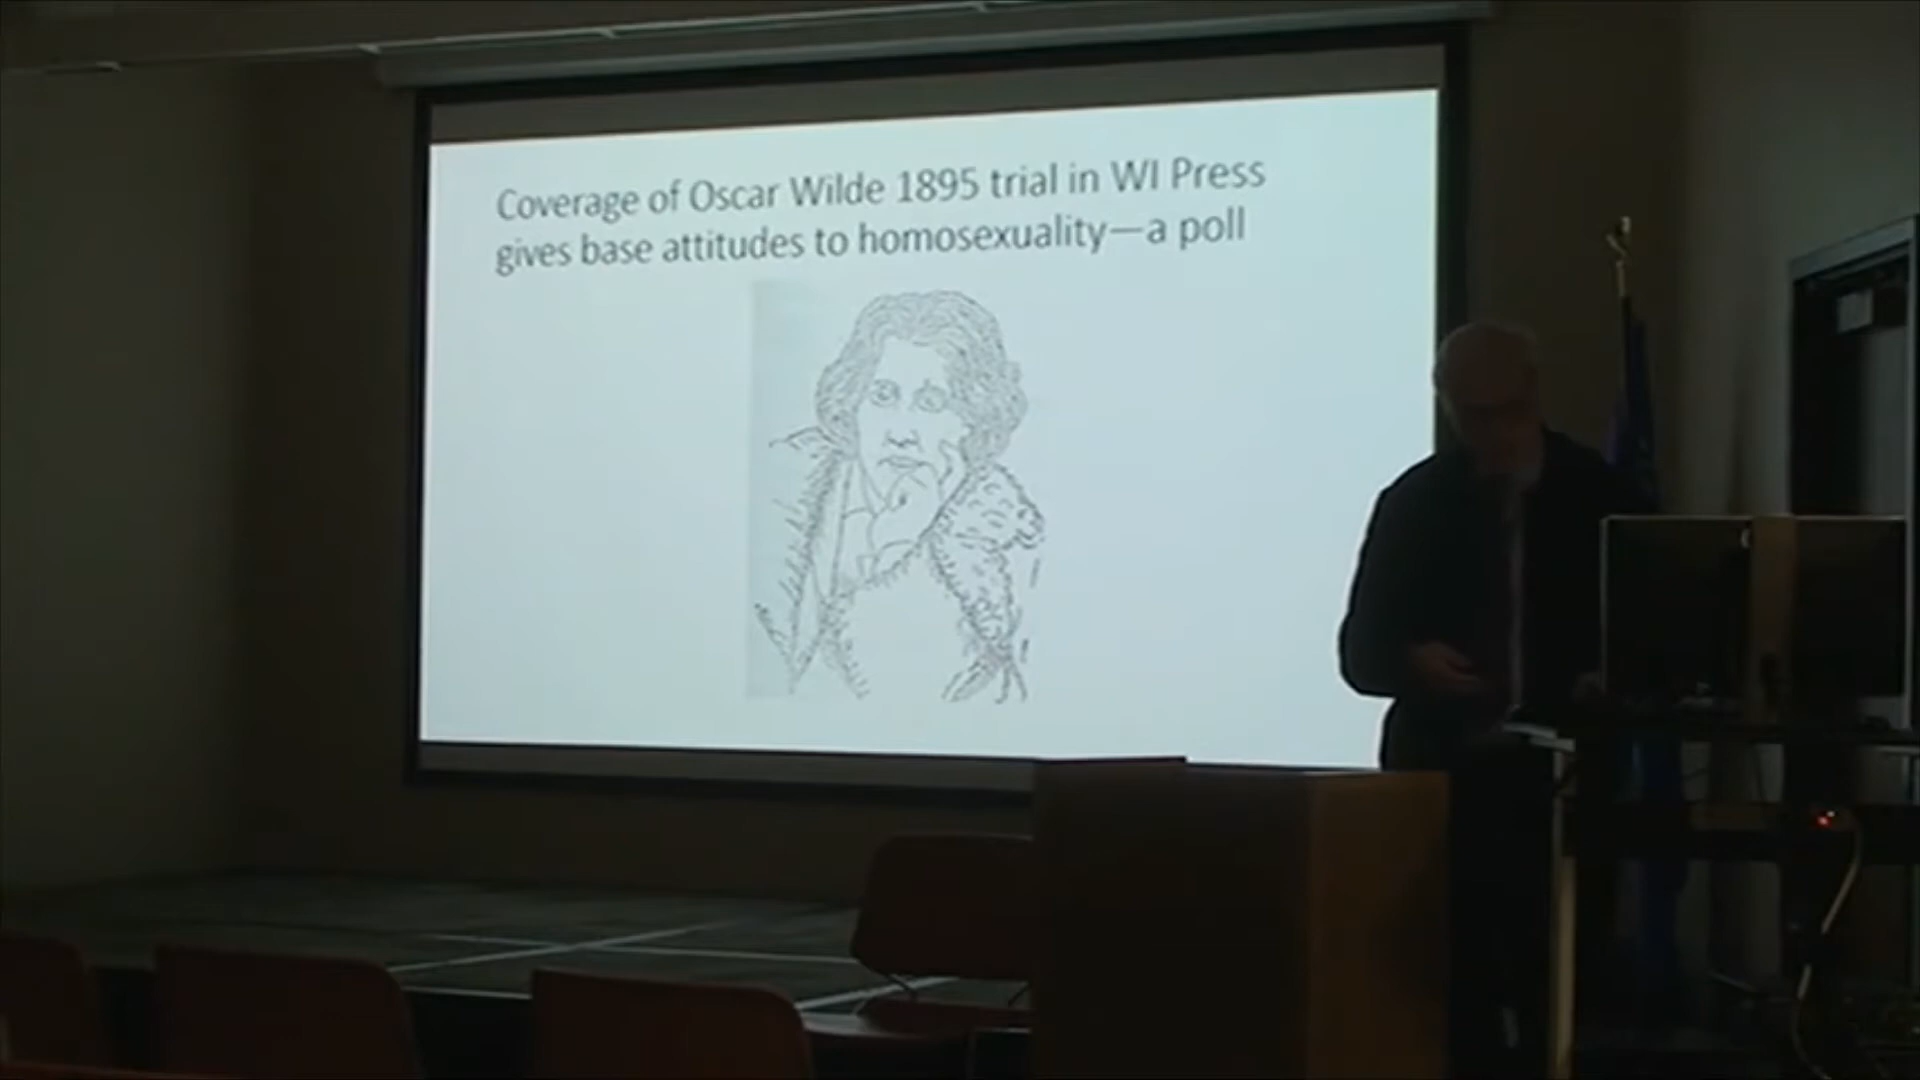 Coverage of Oscar Wilde 1895 trial in WI Press
gives base attitudes to homosexuality—a poll